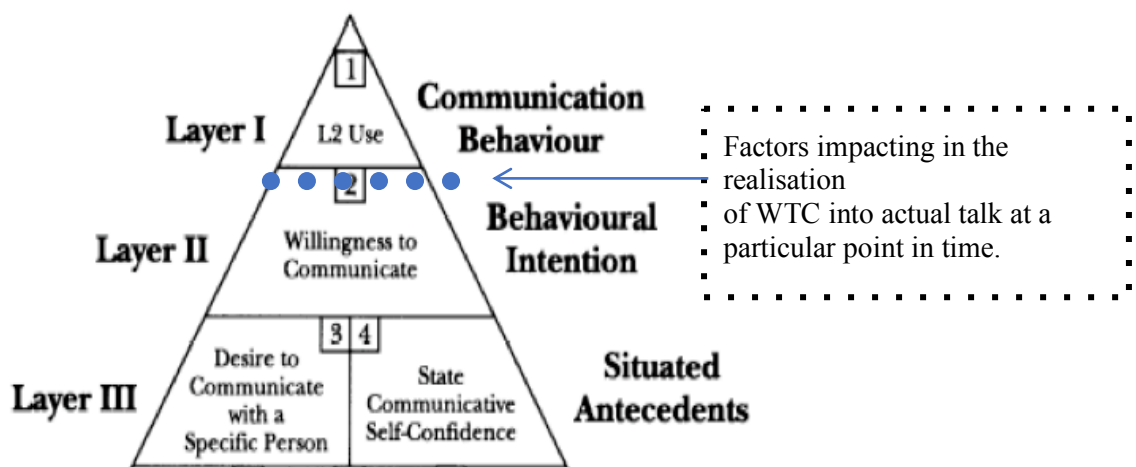 1
Layer I
L2 Use
Communication
Behaviour
Factors impacting in the
realisation
of WTC into actual talk at a
particular point in time.
2
Layer II
Willingness to
Communicate
Behavioural
Intention
3 4
Layer III
Desire to
Communicate
with a
Specific Person
State
Communicative
Self-Confidence
Situated
Antecedents